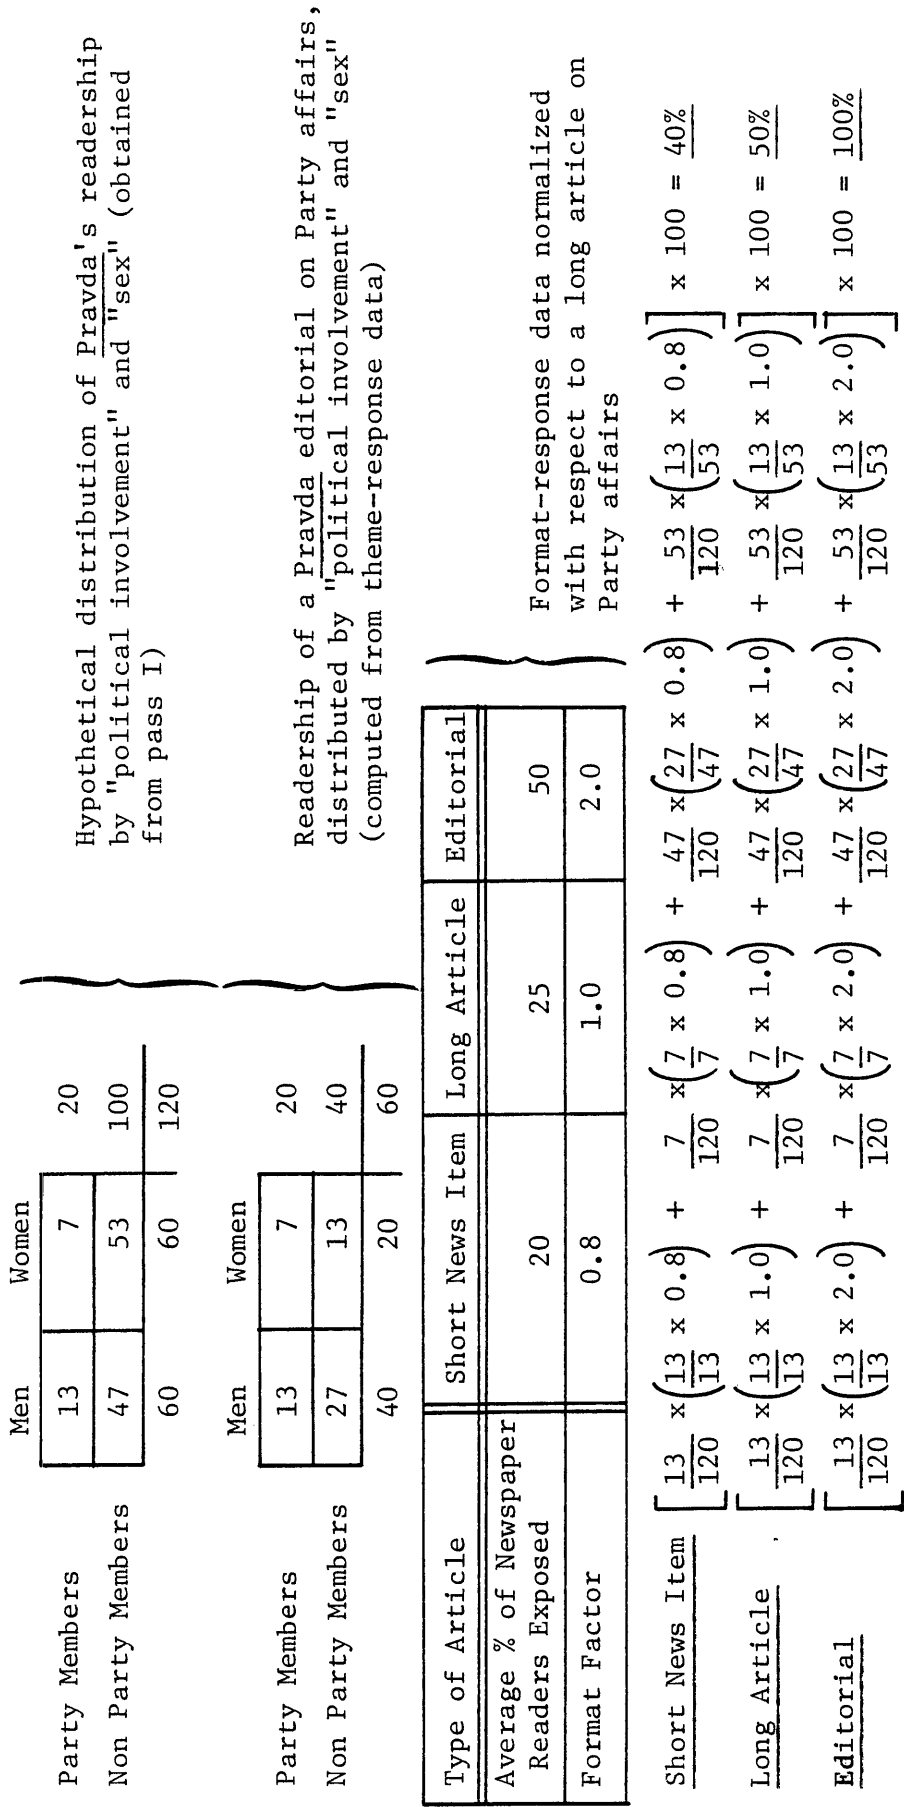 Men Women
Party Members 13 7 20
Non Party Members 47 53 100
60 60 120
Hypothetical distribution of Pravda's readership
by "political involvement" and "sex" (obtained
from pass I)
Men Women
Party Members 13 7 20
Non Party Members 27 13 40
40 20 60
Readership of a Pravda editorial on Party affairs,
distributed by "political involvement" and "sex"
(computed from theme-response data)
Type of Article Short News Item Long Article Editorial
Average % of Newspaper
Readers Exposed 20 25 50
Format Factor 0.8 1.0 2.0
Format-response data normalized
with respect to a long article on
Party affairs
Short News Item [13/120 x (13/13 x 0.8) + 7/120 x (7/7 x 0.8) + 47/120 x (27/47 x 0.8) + 53/120 x (13/53 x 0.8)] x 100 = 40%
Long Article [13/120 x (13/13 x 1.0) + 7/120 x (7/7 x 1.0) + 47/120 x (27/47 x 1.0) + 53/120 x (13/53 x 1.0)] x 100 = 50%
Editorial [13/120 x (13/13 x 2.0) + 7/120 x (7/7 x 2.0) + 47/120 x (27/47 x 2.0) + 53/120 x (13/53 x 2.0)] x 100 = 100%